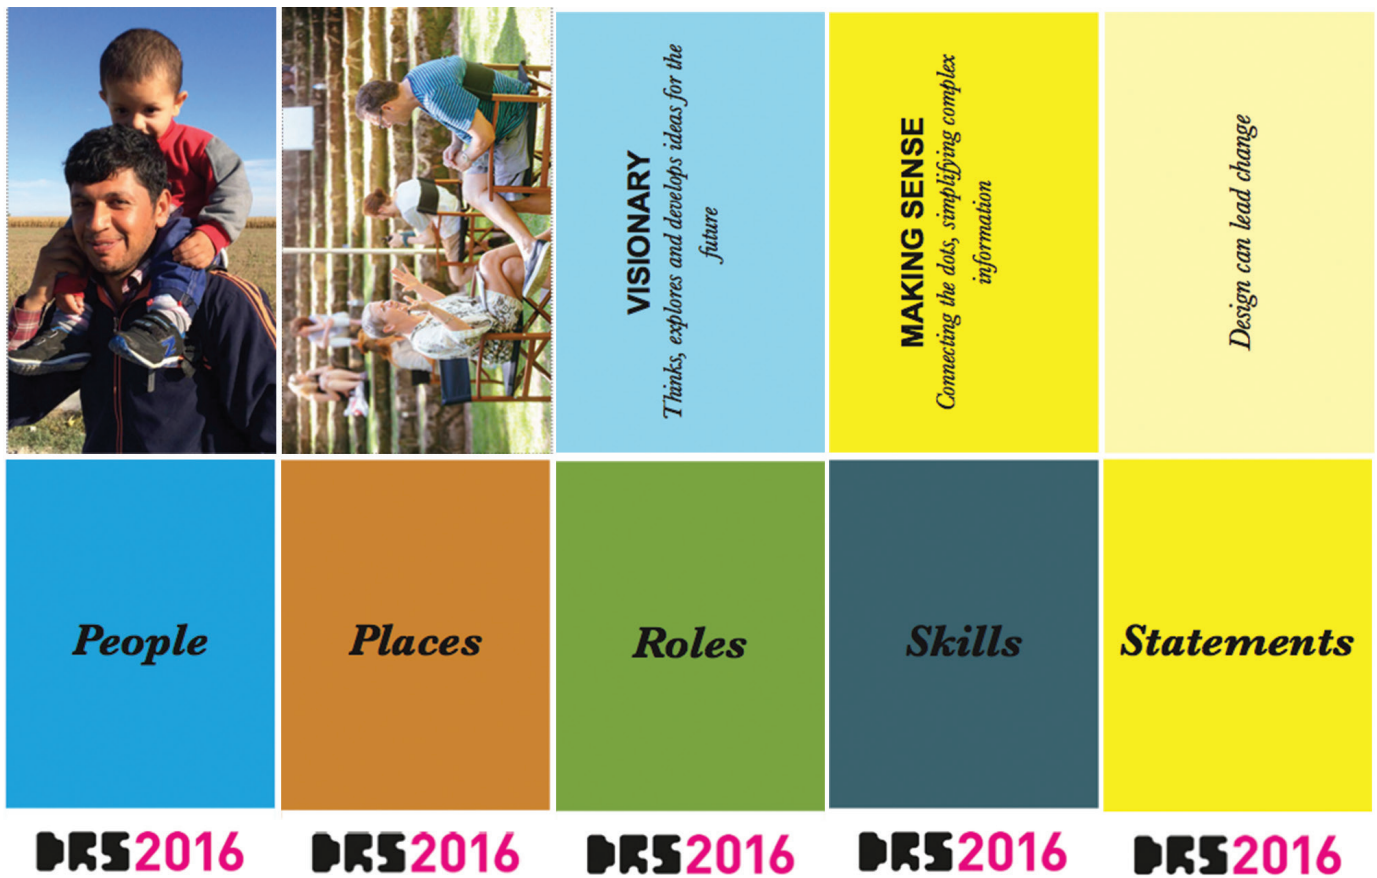 VISIONARY
Thinks, explores and develops ideas for the
future
MAKING SENSE
Connecting the dots, simplifying complex
information
Design can lead change
People
Places
Roles
Skills
Statements
DRS2016
DRS2016
DRS2016
DRS2016
DRS2016